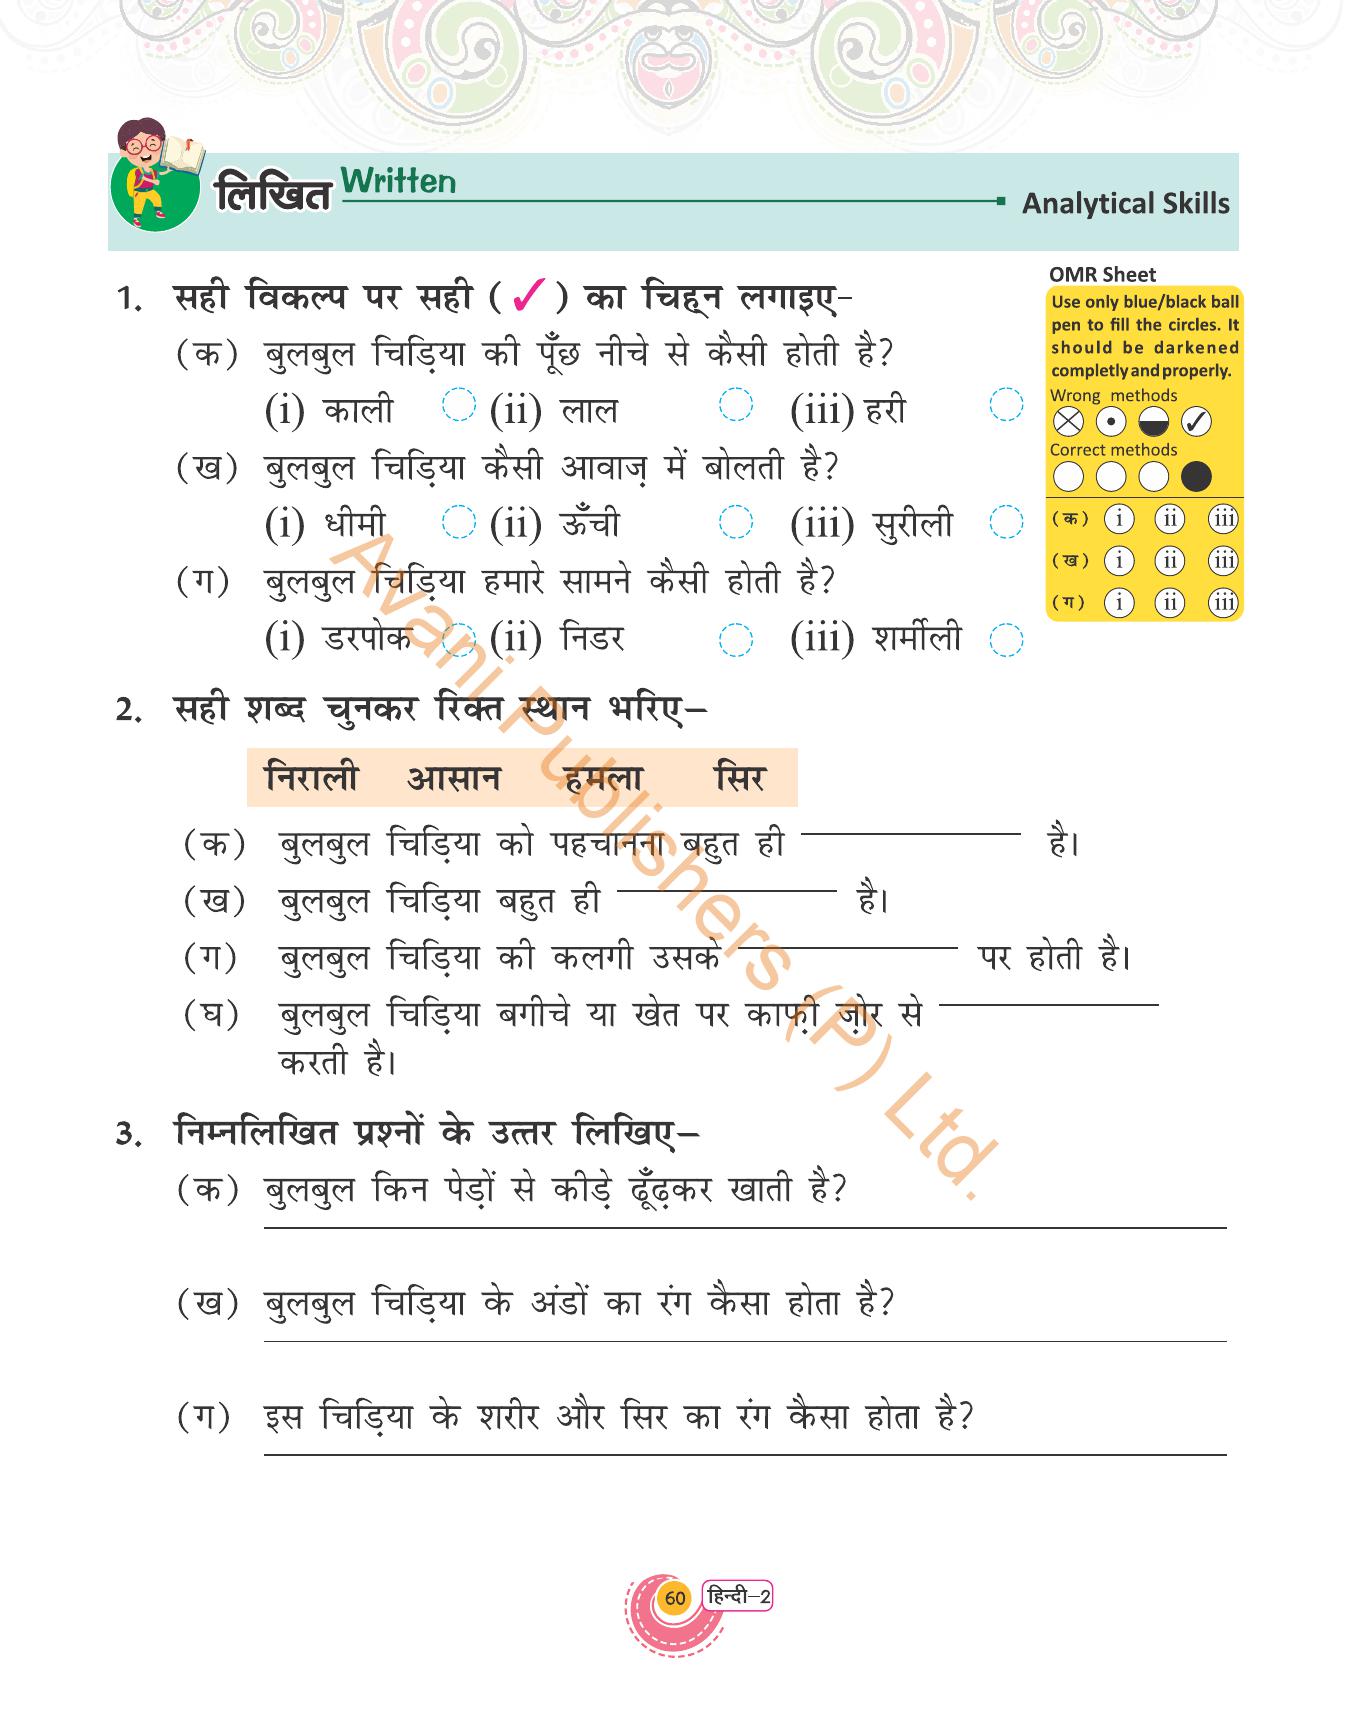 लिखित Written
Analytical Skills
1. सही विकल्प पर सही (✓) का चिह्न लगाइए–
(क) बुलबुल चिड़िया की पूँछ नीचे से कैसी होती है?
(i) काली (ii) लाल (iii) हरी
(ख) बुलबुल चिड़िया कैसी आवाज़ में बोलती है?
(i) धीमी (ii) ऊँची (iii) सुरीली
(ग) बुलबुल चिड़िया हमारे सामने कैसी होती है?
(i) डरपोक (ii) निडर (iii) शर्मीली
OMR Sheet
Use only blue/black ball
pen to fill the circles. It
should be darkened
completly and properly.
Wrong methods
Correct methods
(क) i ii iii
(ख) i ii iii
(ग) i ii iii
2. सही शब्द चुनकर रिक्त स्थान भरिए–
निराली आसान हमला सिर
(क) बुलबुल चिड़िया को पहचानना बहुत ही ____________ है।
(ख) बुलबुल चिड़िया बहुत ही ____________ है।
(ग) बुलबुल चिड़िया की कलगी उसके ____________ पर होती है।
(घ) बुलबुल चिड़िया बगीचे या खेत पर काफ़ी ज़ोर से ____________
करती है।
3. निम्नलिखित प्रश्नों के उत्तर लिखिए–
(क) बुलबुल किन पेड़ों से कीड़े ढूँढ़कर खाती है?
(ख) बुलबुल चिड़िया के अंडों का रंग कैसा होता है?
(ग) इस चिड़िया के शरीर और सिर का रंग कैसा होता है?
Avani Publishers (P) Ltd.
60 हिन्दी–2